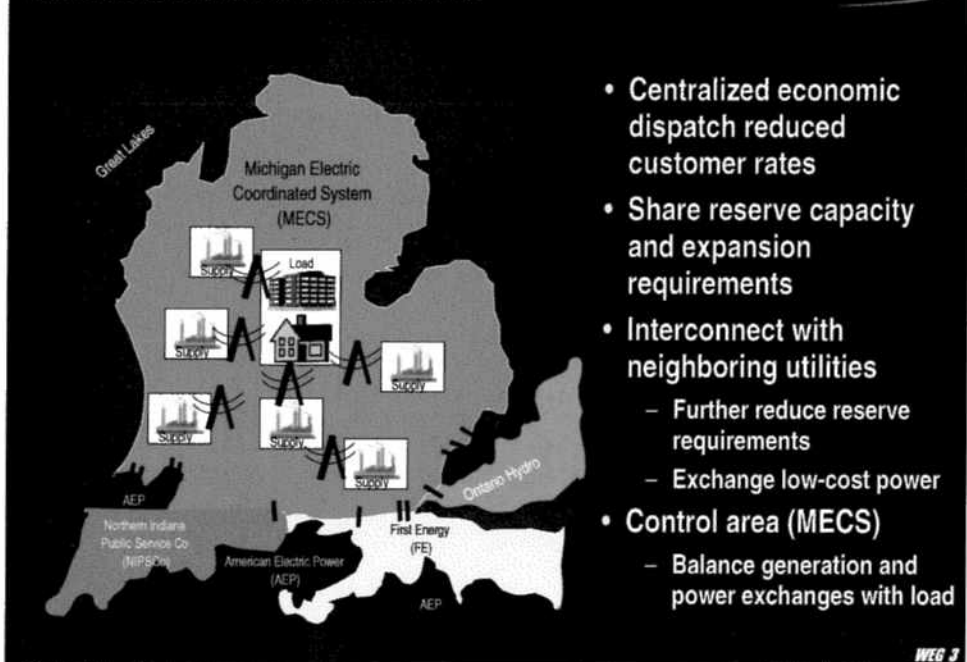 Great Lakes
Michigan Electric
Coordinated System
(MECS)
Supply
Load
Supply
Supply
Supply
Supply
Supply
AEP
Northern Indiana
Public Service Co
(NIPSCo)
American Electric Power
(AEP)
First Energy
(FE)
AEP
Ontario Hydro
• Centralized economic
dispatch reduced
customer rates
• Share reserve capacity
and expansion
requirements
• Interconnect with
neighboring utilities
– Further reduce reserve
requirements
– Exchange low-cost power
• Control area (MECS)
– Balance generation and
power exchanges with load
WEG 3